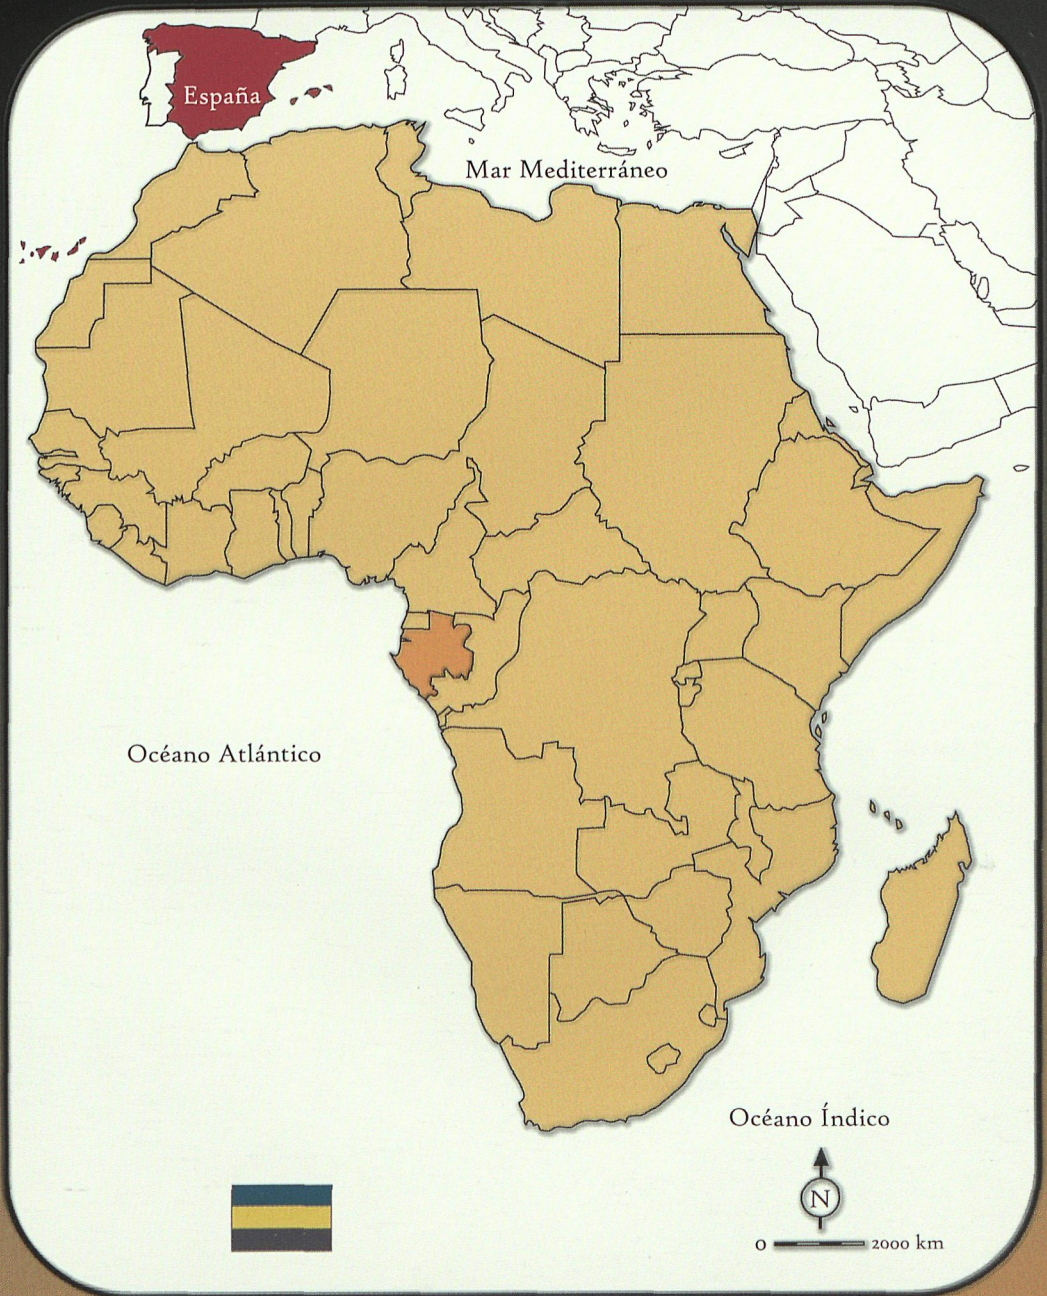 España
Mar Mediterráneo
Océano Atlántico
Océano Índico
N
0 2000 km